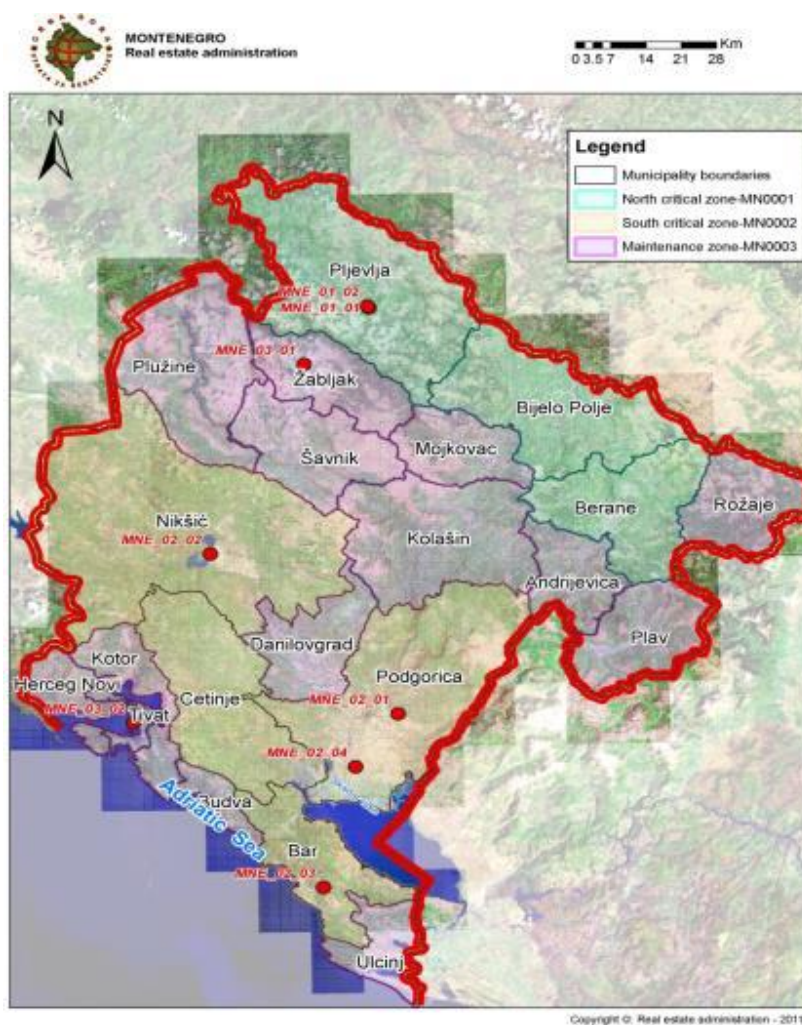 MONTENEGRO
Real estate administration
Km
0 3.5 7 14 21 28
N
Legend
Municipality boundaries
North critical zone-MN0001
South critical zone-MN0002
Maintenance zone-MN0003
Pljevlja
MNE_01_02
MNE_01_01
MNE_03_01
Plužine
Žabljak
Bijelo Polje
Mojkovac
Šavnik
Rožaje
Berane
Nikšić
Kolašin
MNE_02_02
Andrijevica
Danilovgrad
Plav
Kotor
Podgorica
Herceg Novi
Cetinje
MNE_02_01
MNE_03_02
Tivat
MNE_02_04
Budva
Adriatic Sea
Bar
MNE_02_03
Ulcinj
Copyright ©: Real estate administration - 2011